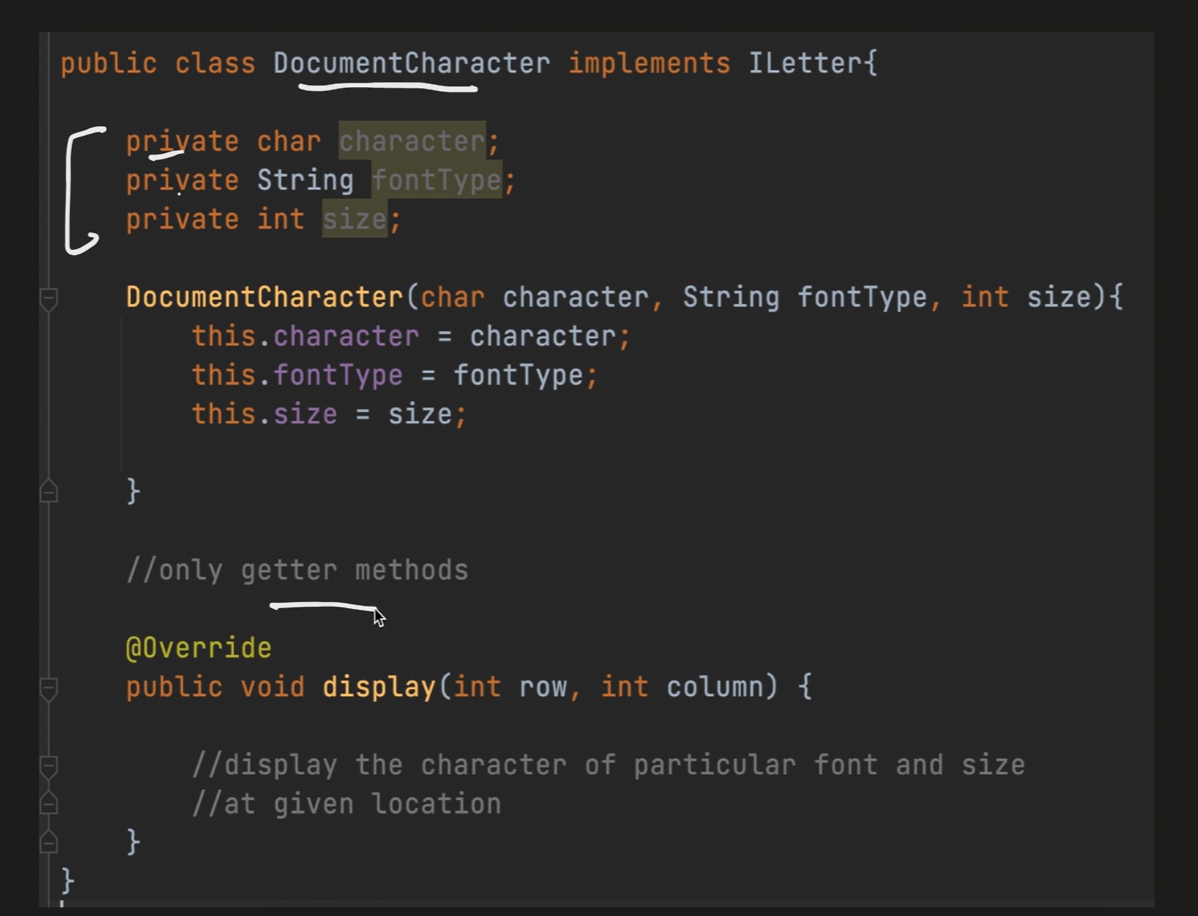 public class DocumentCharacter implements ILetter{
private char character;
private String fontType;
private int size;
DocumentCharacter(char character, String fontType, int size){
this.character = character;
this.fontType = fontType;
this.size = size;
}
//only getter methods
@Override
public void display(int row, int column) {
//display the character of particular font and size
//at given location
}
}